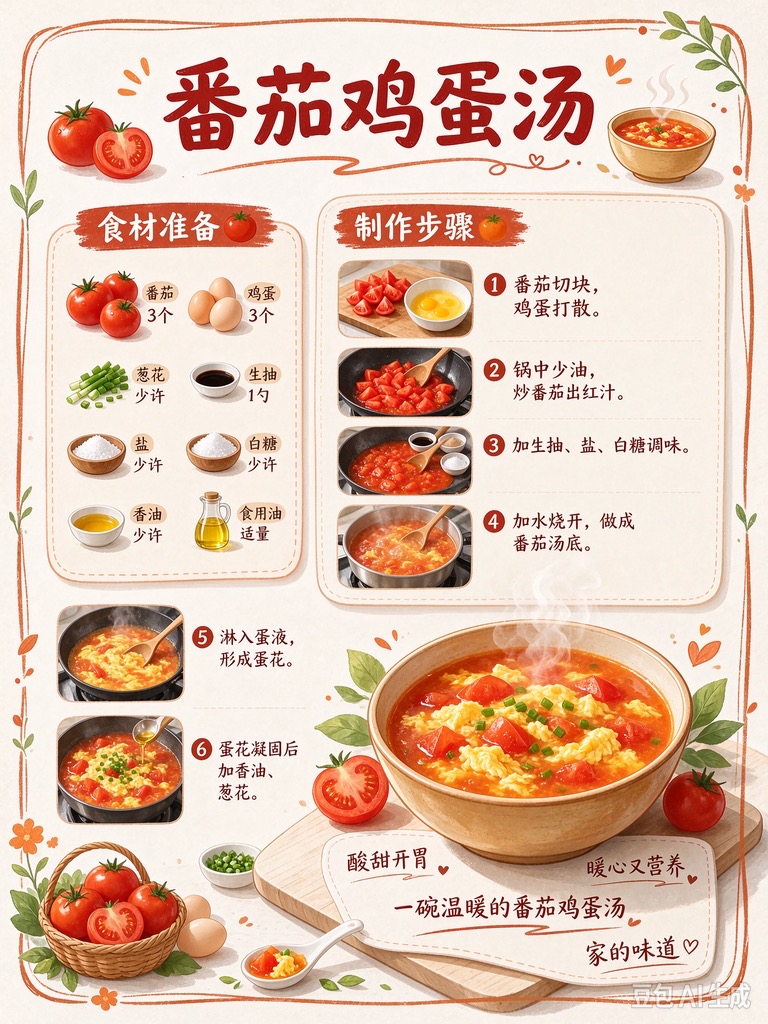 番茄鸡蛋汤
食材准备
番茄
3个
鸡蛋
3个
葱花
少许
生抽
1勺
盐
少许
白糖
少许
香油
少许
食用油
适量
制作步骤
1 番茄切块，
鸡蛋打散。
2 锅中少油，
炒番茄出红汁。
3 加生抽、盐、白糖调味。
4 加水烧开，做成
番茄汤底。
5 淋入蛋液，
形成蛋花。
6 蛋花凝固后
加香油、
葱花。
酸甜开胃
暖心又营养
一碗温暖的番茄鸡蛋汤
家的味道
豆包AI生成